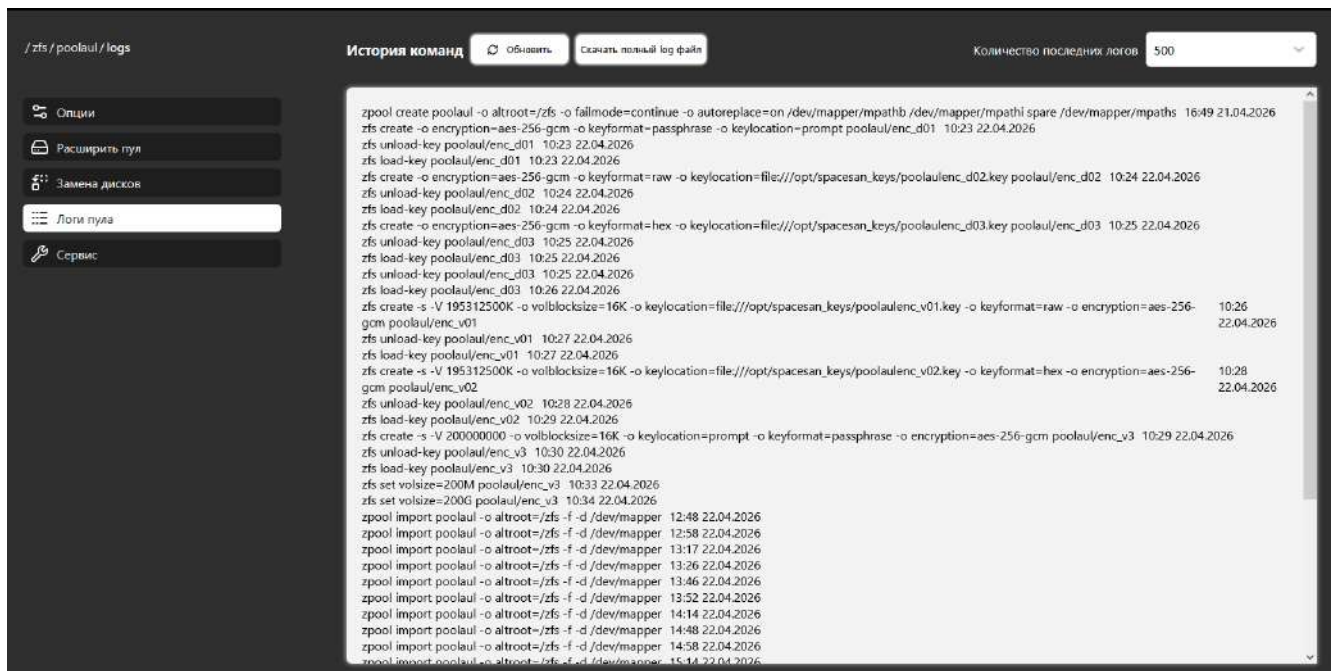 / zfs / poolaul / logs
История команд
Обновить
Скачать полный log файл
Количество последних логов
500
Опции
Расширить пул
Замена дисков
Логи пула
Сервис
zpool create poolaul -o altroot=/zfs -o failmode=continue -o autoreplace=on /dev/mapper/mpathb /dev/mapper/mpathi spare /dev/mapper/mpaths 16:49 21.04.2026
zfs create -o encryption=aes-256-gcm -o keyformat=passphrase -o keylocation=prompt poolaul/enc_d01 10:23 22.04.2026
zfs unload-key poolaul/enc_d01 10:23 22.04.2026
zfs load-key poolaul/enc_d01 10:23 22.04.2026
zfs create -o encryption=aes-256-gcm -o keyformat=raw -o keylocation=file:///opt/spacesan_keys/poolaulenc_d02.key poolaul/enc_d02 10:24 22.04.2026
zfs unload-key poolaul/enc_d02 10:24 22.04.2026
zfs load-key poolaul/enc_d02 10:24 22.04.2026
zfs create -o encryption=aes-256-gcm -o keyformat=hex -o keylocation=file:///opt/spacesan_keys/poolaulenc_d03.key poolaul/enc_d03 10:25 22.04.2026
zfs unload-key poolaul/enc_d03 10:25 22.04.2026
zfs load-key poolaul/enc_d03 10:25 22.04.2026
zfs unload-key poolaul/enc_d03 10:25 22.04.2026
zfs load-key poolaul/enc_d03 10:26 22.04.2026
zfs create -s -V 195312500K -o volblocksize=16K -o keylocation=file:///opt/spacesan_keys/poolaulenc_v01.key -o keyformat=raw -o encryption=aes-256- 10:26
gcm poolaul/enc_v01 22.04.2026
zfs unload-key poolaul/enc_v01 10:27 22.04.2026
zfs load-key poolaul/enc_v01 10:27 22.04.2026
zfs create -s -V 195312500K -o volblocksize=16K -o keylocation=file:///opt/spacesan_keys/poolaulenc_v02.key -o keyformat=hex -o encryption=aes-256- 10:28
gcm poolaul/enc_v02 22.04.2026
zfs unload-key poolaul/enc_v02 10:28 22.04.2026
zfs load-key poolaul/enc_v02 10:29 22.04.2026
zfs create -s -V 200000000 -o volblocksize=16K -o keylocation=prompt -o keyformat=passphrase -o encryption=aes-256-gcm poolaul/enc_v3 10:29 22.04.2026
zfs unload-key poolaul/enc_v3 10:30 22.04.2026
zfs load-key poolaul/enc_v3 10:30 22.04.2026
zfs set volsize=200M poolaul/enc_v3 10:33 22.04.2026
zfs set volsize=200G poolaul/enc_v3 10:34 22.04.2026
zpool import poolaul -o altroot=/zfs -f -d /dev/mapper 12:48 22.04.2026
zpool import poolaul -o altroot=/zfs -f -d /dev/mapper 12:58 22.04.2026
zpool import poolaul -o altroot=/zfs -f -d /dev/mapper 13:17 22.04.2026
zpool import poolaul -o altroot=/zfs -f -d /dev/mapper 13:26 22.04.2026
zpool import poolaul -o altroot=/zfs -f -d /dev/mapper 13:46 22.04.2026
zpool import poolaul -o altroot=/zfs -f -d /dev/mapper 13:52 22.04.2026
zpool import poolaul -o altroot=/zfs -f -d /dev/mapper 14:14 22.04.2026
zpool import poolaul -o altroot=/zfs -f -d /dev/mapper 14:48 22.04.2026
zpool import poolaul -o altroot=/zfs -f -d /dev/mapper 14:58 22.04.2026
zpool import poolaul -o altroot=/zfs -f -d /dev/mapper 15:14 22.04.2026